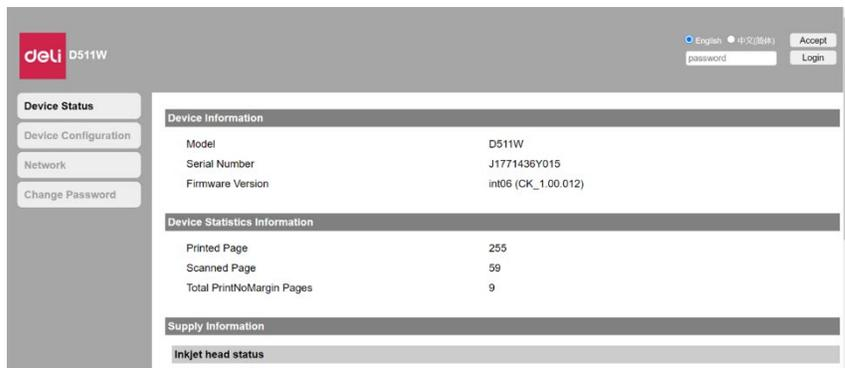 deli D511W
English 中文(简体) Accept
password Login
Device Status
Device Configuration
Network
Change Password
Device Information
Model D511W
Serial Number J1771436Y015
Firmware Version int06 (CK_1.00.012)
Device Statistics Information
Printed Page 255
Scanned Page 59
Total PrintNoMargin Pages 9
Supply Information
Inkjet head status